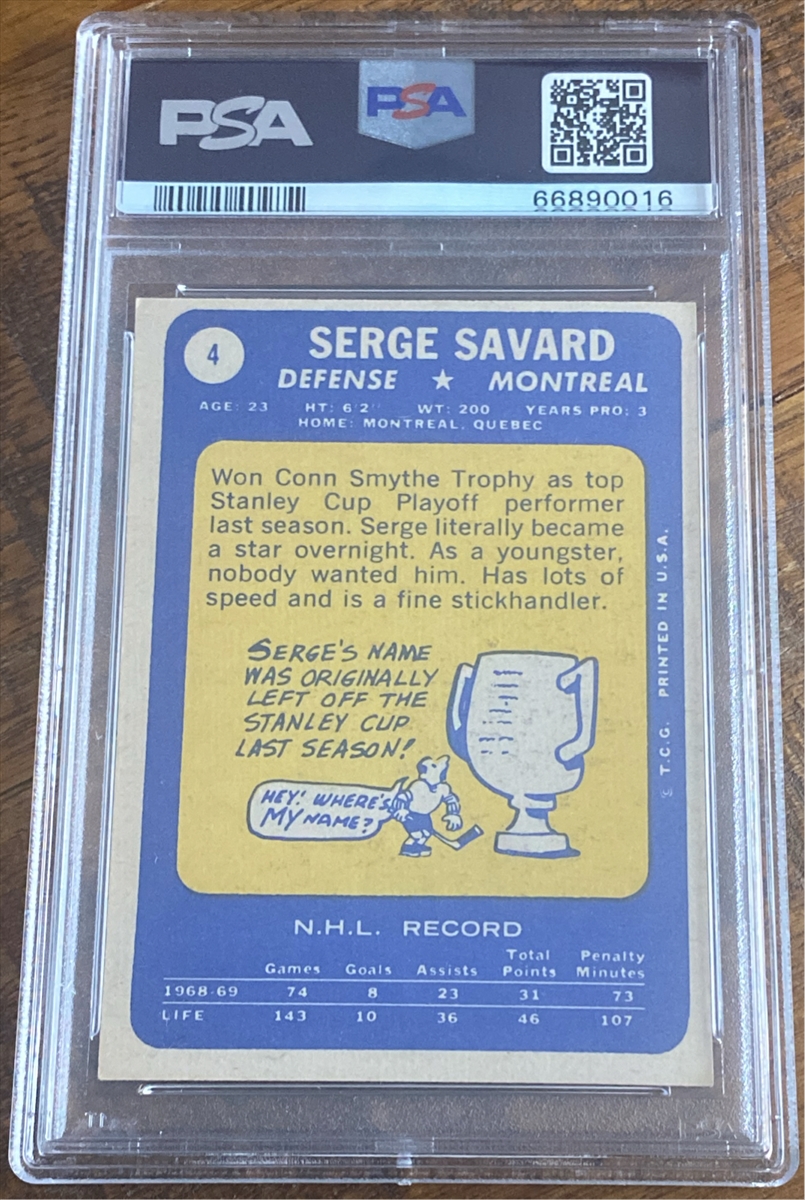 PSA
PSA
66890016
4
SERGE SAVARD
DEFENSE ★ MONTREAL
AGE: 23 HT: 6'2" WT: 200 YEARS PRO: 3
HOME: MONTREAL, QUEBEC
Won Conn Smythe Trophy as top
Stanley Cup Playoff performer
last season. Serge literally became
a star overnight. As a youngster,
nobody wanted him. Has lots of
speed and is a fine stickhandler.
SERGE'S NAME
WAS ORIGINALLY
LEFT OFF THE
STANLEY CUP
LAST SEASON!
HEY! WHERE'S
MY NAME?
© T.C.G. PRINTED IN U.S.A.
N.H.L. RECORD
Games Goals Assists Total Points Penalty Minutes
1968-69 74 8 23 31 73
LIFE 143 10 36 46 107